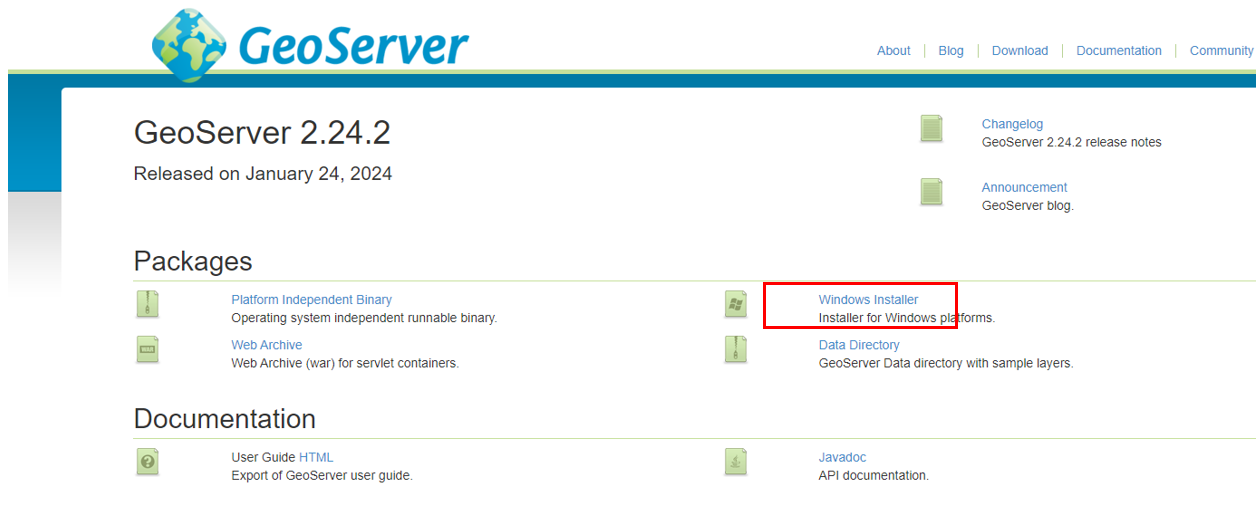 GeoServer
About
Blog
Download
Documentation
Community
GeoServer 2.24.2
Released on January 24, 2024
Changelog
GeoServer 2.24.2 release notes
Announcement
GeoServer blog.
Packages
Platform Independent Binary
Operating system independent runnable binary.
Windows Installer
Installer for Windows platforms.
WAR
Web Archive
Web Archive (war) for servlet containers.
Data Directory
GeoServer Data directory with sample layers.
Documentation
?
User Guide HTML
Export of GeoServer user guide.
Javadoc
API documentation.